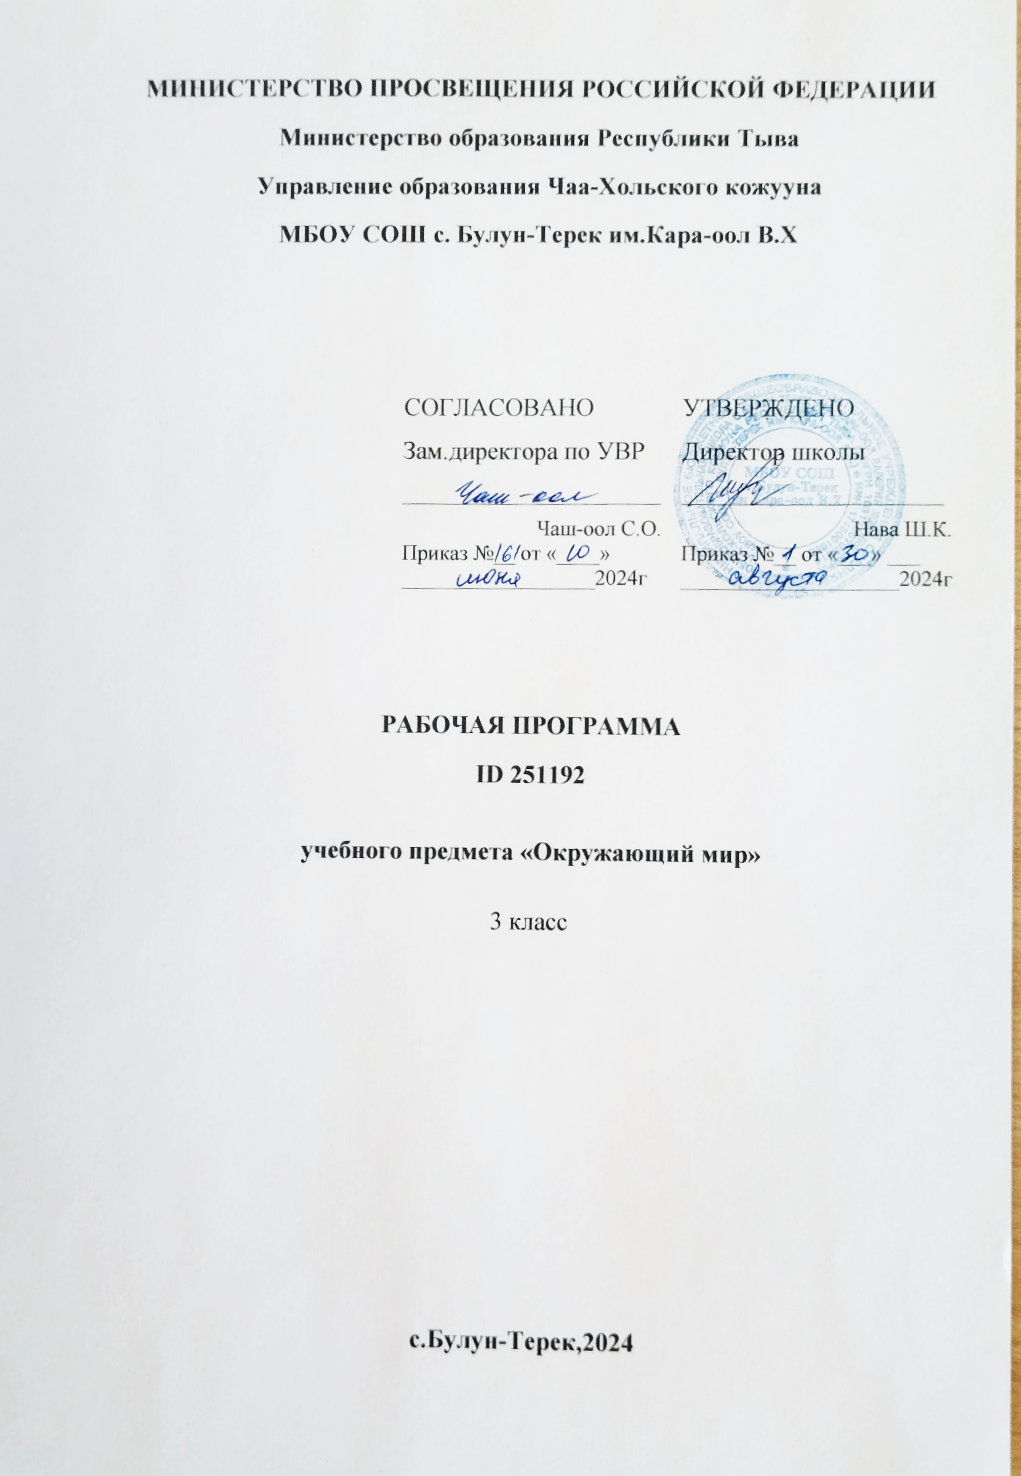 МИНИСТЕРСТВО ПРОСВЕЩЕНИЯ РОССИЙСКОЙ ФЕДЕРАЦИИ
Министерство образования Республики Тыва
Управление образования Чаа-Хольского кожууна
МБОУ СОШ с. Булун-Терек им.Кара-оол В.Х
СОГЛАСОВАНО
Зам.директора по УВР
Чаш-оол
Чаш-оол С.О.
Приказ №161от «10»
июня 2024г
УТВЕРЖДЕНО
Директор школы
МБОУ СОШ
Нава Ш.К.
Приказ № 1 от «30»
августа 2024г
РАБОЧАЯ ПРОГРАММА
ID 251192
учебного предмета «Окружающий мир»
3 класс
с.Булун-Терек,2024